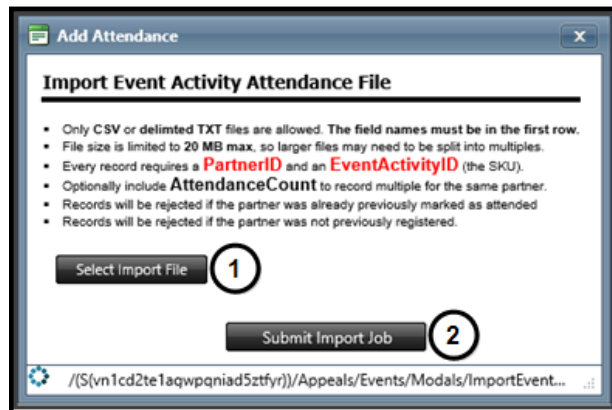 Add Attendance
x
Import Event Activity Attendance File
▪ Only CSV or delimted TXT files are allowed. The field names must be in the first row.
▪ File size is limited to 20 MB max, so larger files may need to be split into multiples.
▪ Every record requires a PartnerID and an EventActivityID (the SKU).
▪ Optionally include AttendanceCount to record multiple for the same partner.
▪ Records will be rejected if the partner was already previously marked as attended
▪ Records will be rejected if the partner was not previously registered.
Select Import File 1
Submit Import Job 2
/(S(vn1cd2te1aqwpqniad5ztfyr))/Appeals/Events/Modals/ImportEvent...